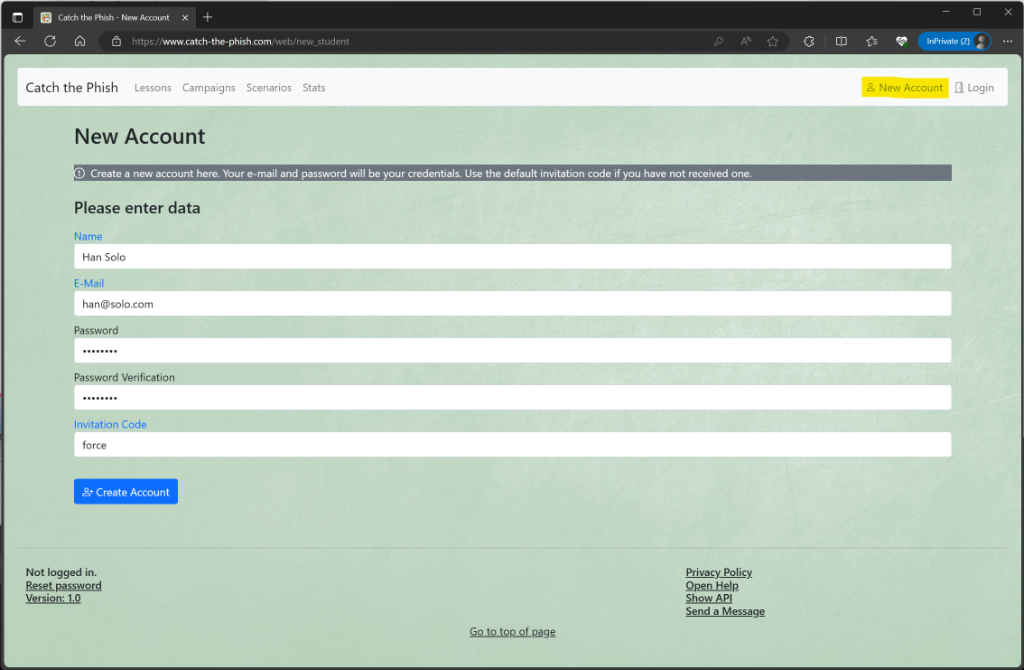 Catch the Phish - New Account
https://www.catch-the-phish.com/web/new_student
InPrivate (2)
Catch the Phish Lessons Campaigns Scenarios Stats New Account Login
New Account
Create a new account here. Your e-mail and password will be your credentials. Use the default invitation code if you have not received one.
Please enter data
Name
Han Solo
E-Mail
han@solo.com
Password
••••••••
Password Verification
••••••••
Invitation Code
force
Create Account
Not logged in.
Reset password
Version: 1.0
Privacy Policy
Open Help
Show API
Send a Message
Go to top of page